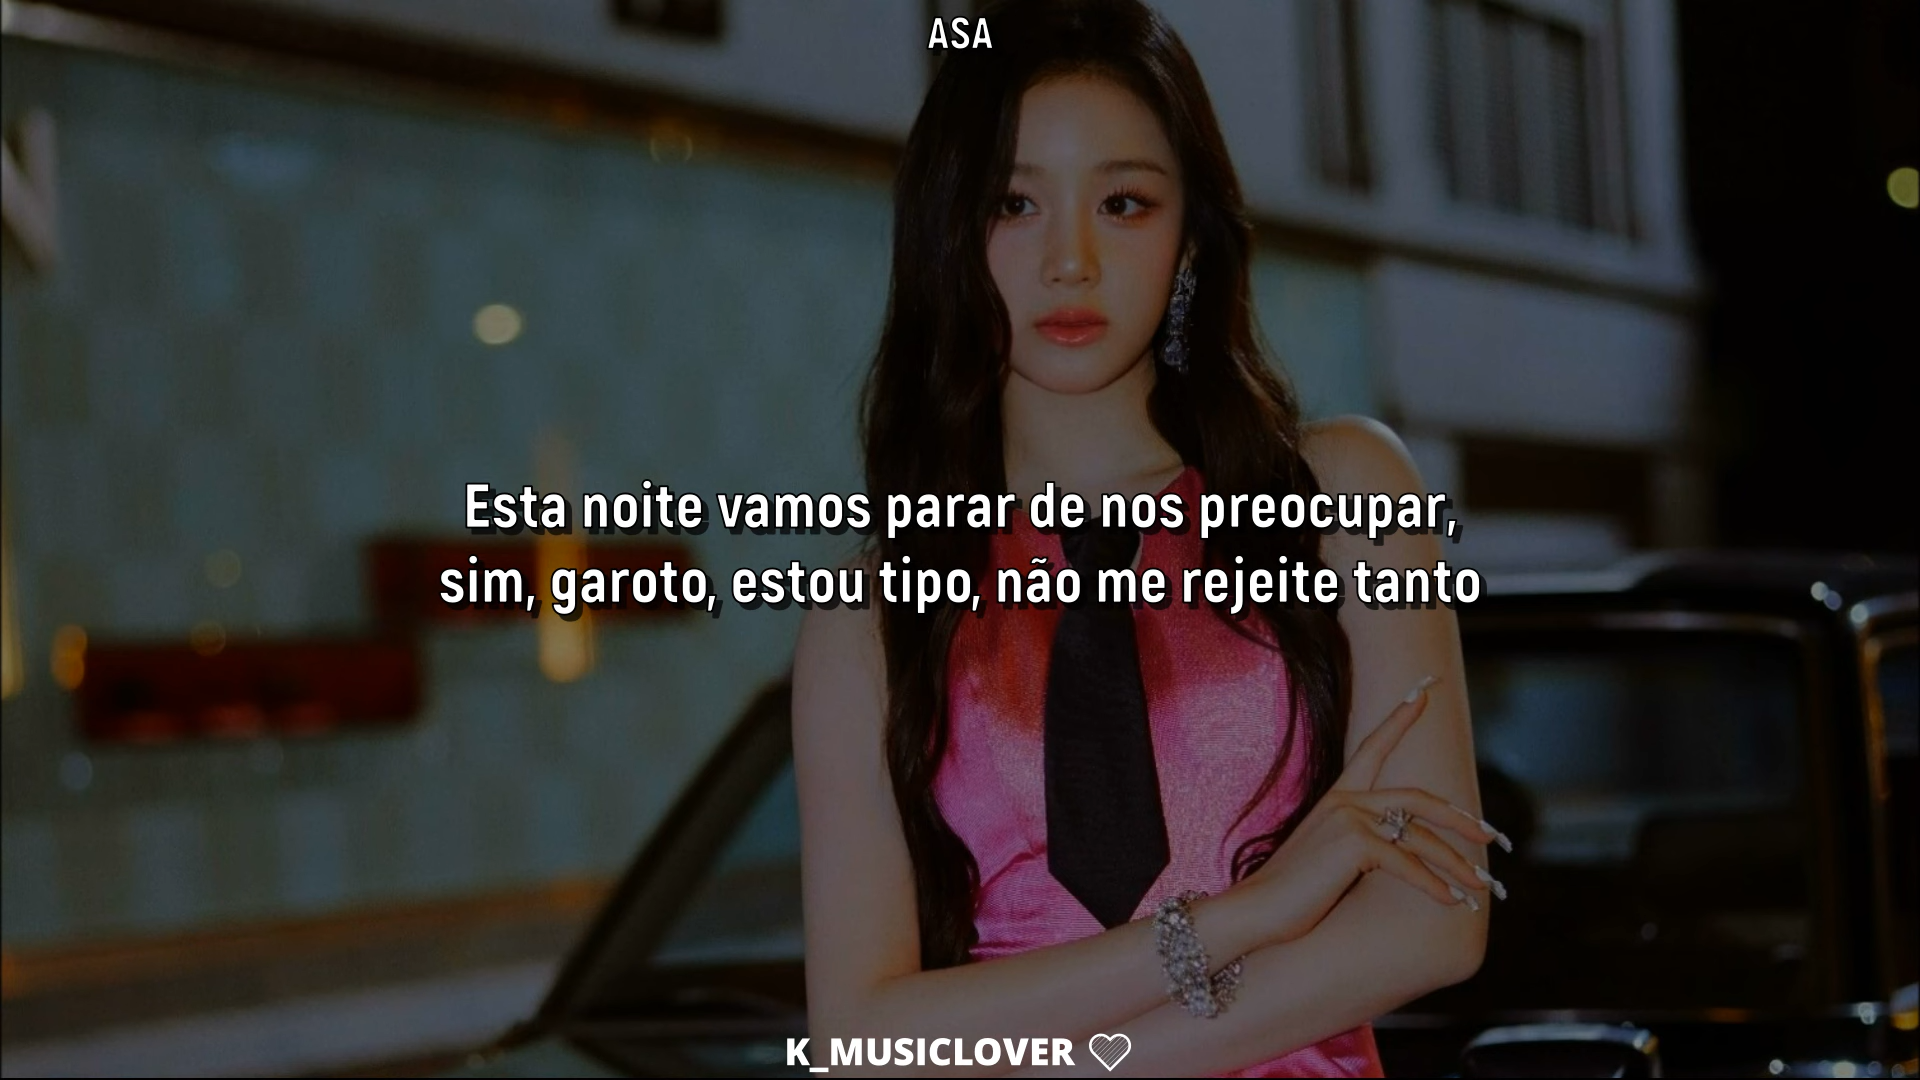 ASA
Esta noite vamos parar de nos preocupar,
sim, garoto, estou tipo, não me rejeite tanto
K_MUSICLOVER